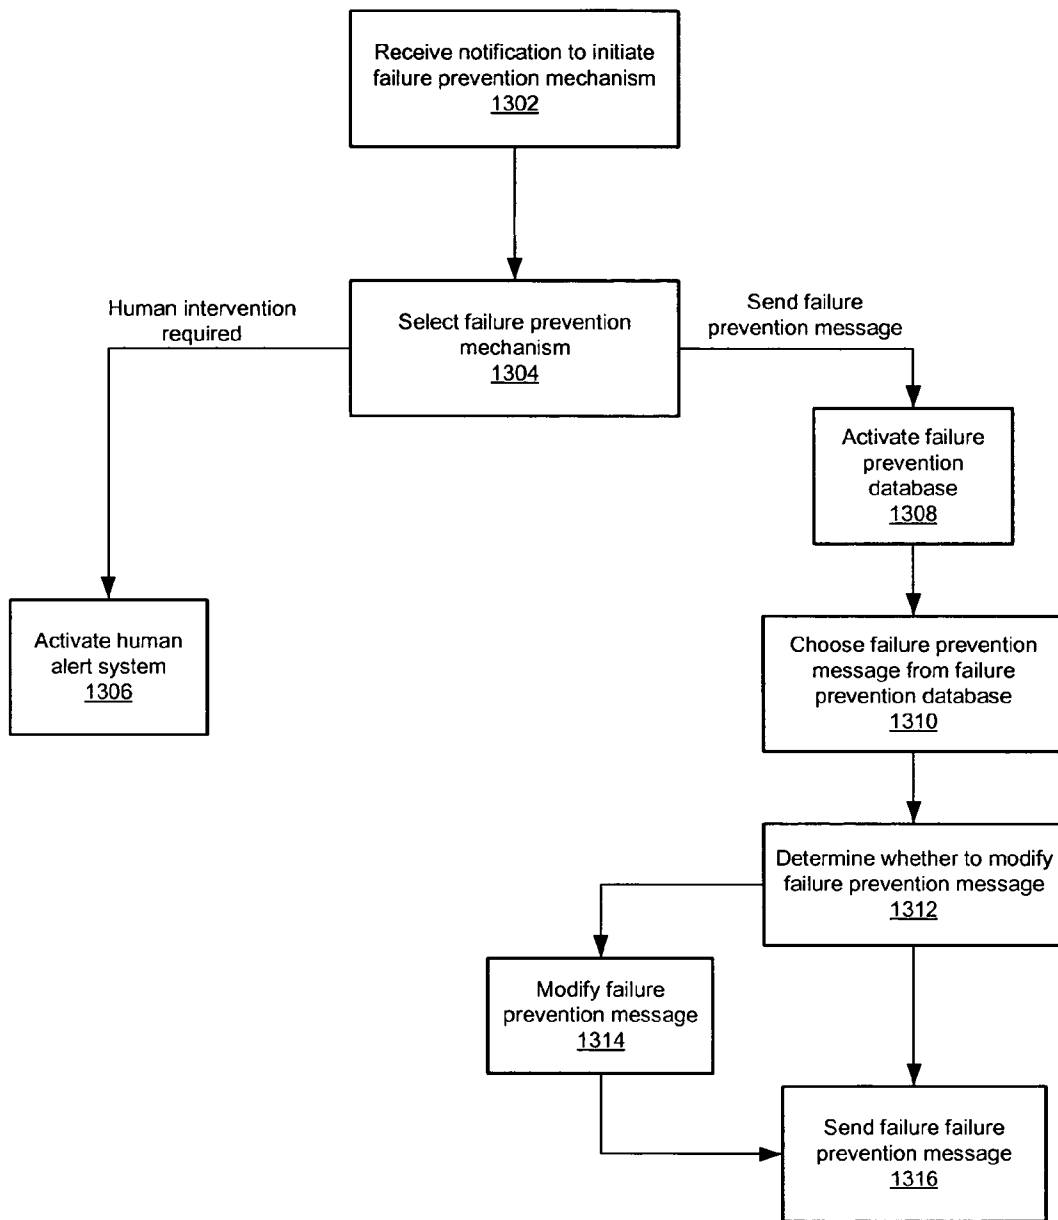 Receive notification to initiate
failure prevention mechanism
1302
Human intervention
required
Select failure prevention
mechanism
1304
Send failure
prevention message
Activate failure
prevention
database
1308
Activate human
alert system
1306
Choose failure prevention
message from failure
prevention database
1310
Determine whether to modify
failure prevention message
1312
Modify failure
prevention message
1314
Send failure failure
prevention message
1316